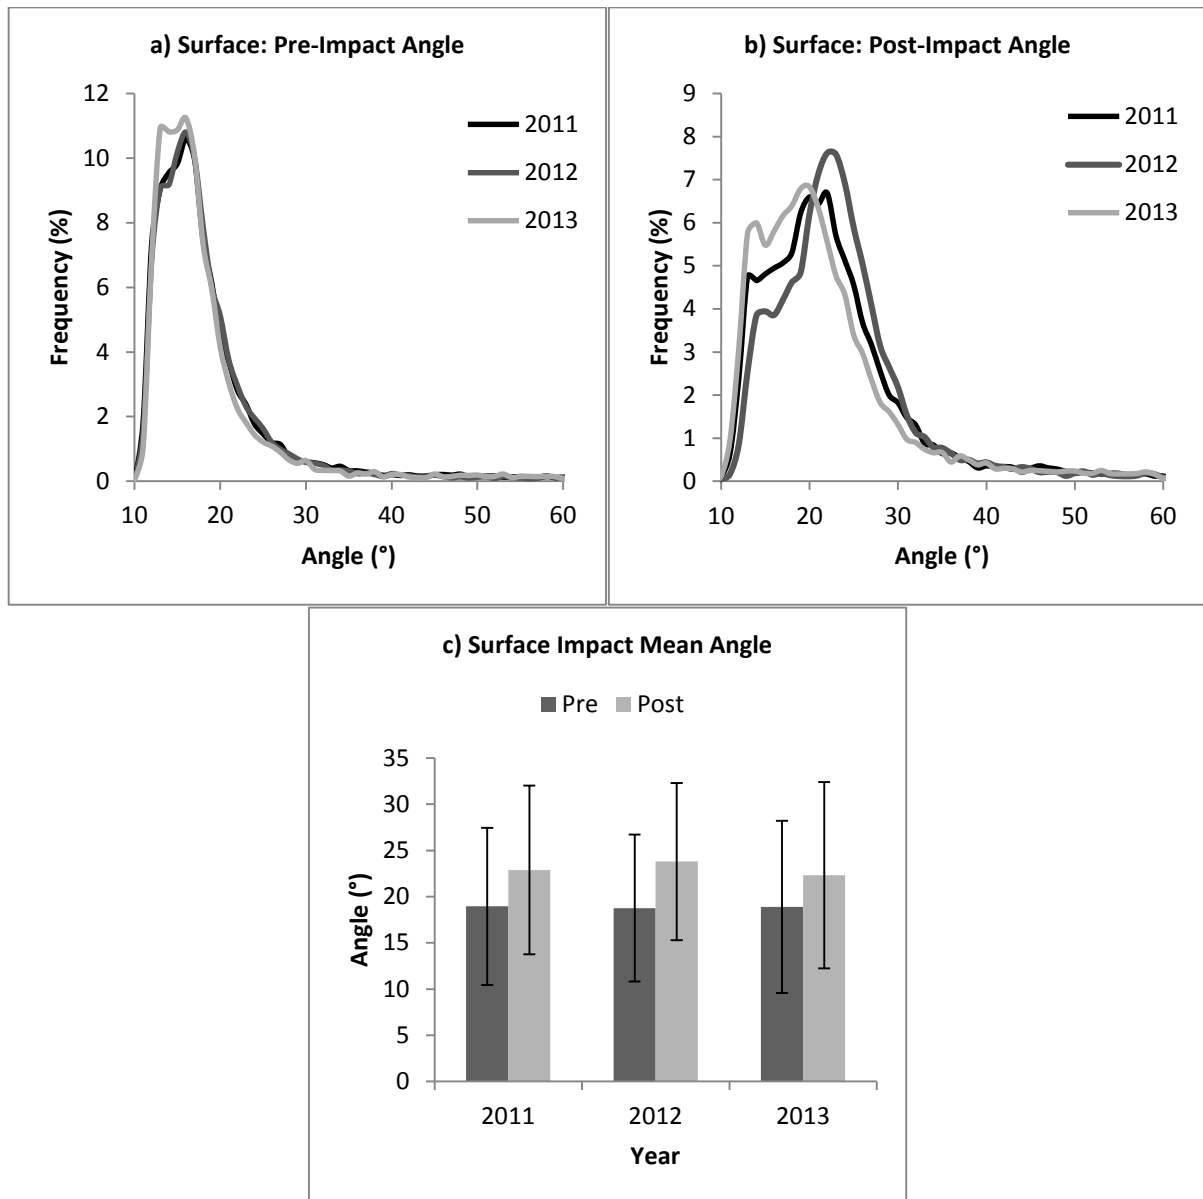 a) Surface: Pre-Impact Angle
12
10
8
6
4
2
0
Frequency (%)
2011
2012
2013
10 20 30 40 50 60
Angle (°)
b) Surface: Post-Impact Angle
9
8
7
6
5
4
3
2
1
0
Frequency (%)
2011
2012
2013
10 20 30 40 50 60
Angle (°)
c) Surface Impact Mean Angle
Pre Post
35
30
25
20
15
10
5
0
Angle (°)
2011 2012 2013
Year